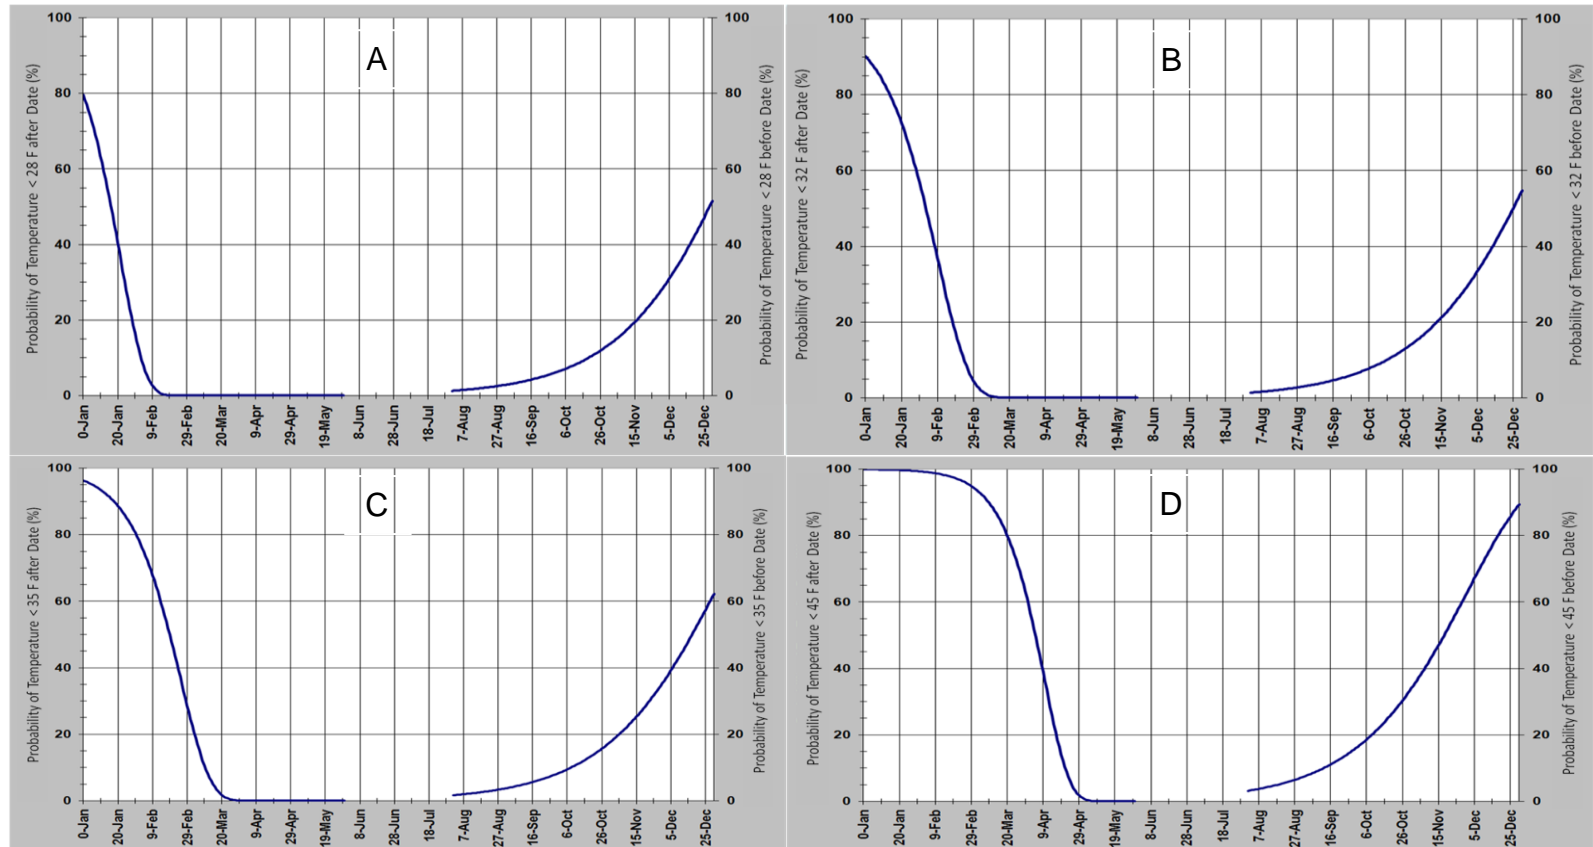 A
Probability of Temperature < 28 F after Date (%)
100
80
60
40
20
0
100
80
60
40
20
0
Probability of Temperature < 28 F before Date (%)
0-Jan
20-Jan
9-Feb
29-Feb
20-Mar
9-Apr
29-Apr
19-May
8-Jun
28-Jun
18-Jul
7-Aug
27-Aug
16-Sep
6-Oct
26-Oct
15-Nov
5-Dec
25-Dec
B
Probability of Temperature < 32 F after Date (%)
100
80
60
40
20
0
100
80
60
40
20
0
Probability of Temperature < 32 F before Date (%)
0-Jan
20-Jan
9-Feb
29-Feb
20-Mar
9-Apr
29-Apr
19-May
8-Jun
28-Jun
18-Jul
7-Aug
27-Aug
16-Sep
6-Oct
26-Oct
15-Nov
5-Dec
25-Dec
C
Probability of Temperature < 35 F after Date (%)
100
80
60
40
20
0
100
80
60
40
20
0
Probability of Temperature < 35 F before Date (%)
0-Jan
20-Jan
9-Feb
29-Feb
20-Mar
9-Apr
29-Apr
19-May
8-Jun
28-Jun
18-Jul
7-Aug
27-Aug
16-Sep
6-Oct
26-Oct
15-Nov
5-Dec
25-Dec
D
Probability of Temperature < 45 F after Date (%)
100
80
60
40
20
0
100
80
60
40
20
0
Probability of Temperature < 45 F before Date (%)
0-Jan
20-Jan
9-Feb
29-Feb
20-Mar
9-Apr
29-Apr
19-May
8-Jun
28-Jun
18-Jul
7-Aug
27-Aug
16-Sep
6-Oct
26-Oct
15-Nov
5-Dec
25-Dec